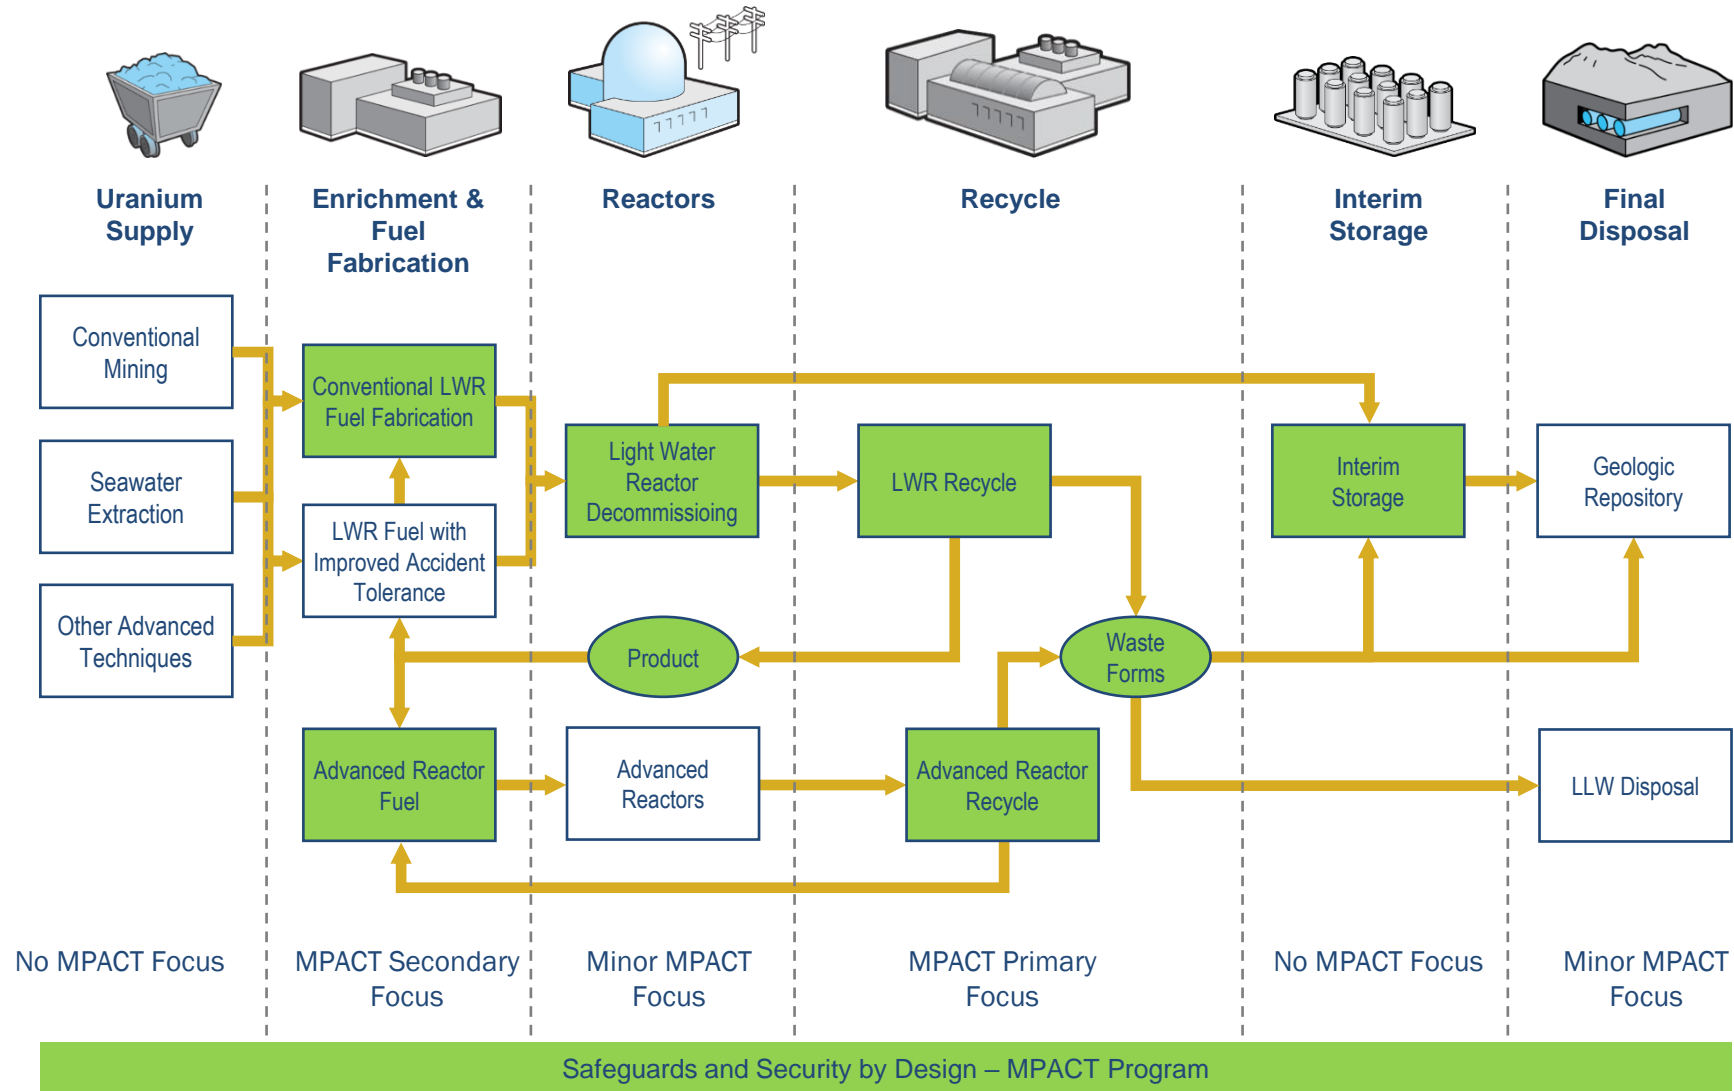 Uranium
Supply
Enrichment &
Fuel
Fabrication
Reactors
Recycle
Interim
Storage
Final
Disposal
Conventional
Mining
Seawater
Extraction
Other Advanced
Techniques
Conventional LWR
Fuel Fabrication
LWR Fuel with
Improved Accident
Tolerance
Advanced Reactor
Fuel
Light Water
Reactor
Decommissioing
Product
Advanced
Reactors
LWR Recycle
Waste
Forms
Advanced Reactor
Recycle
Interim
Storage
Geologic
Repository
LLW Disposal
No MPACT Focus
MPACT Secondary
Focus
Minor MPACT
Focus
MPACT Primary
Focus
No MPACT Focus
Minor MPACT
Focus
Safeguards and Security by Design – MPACT Program